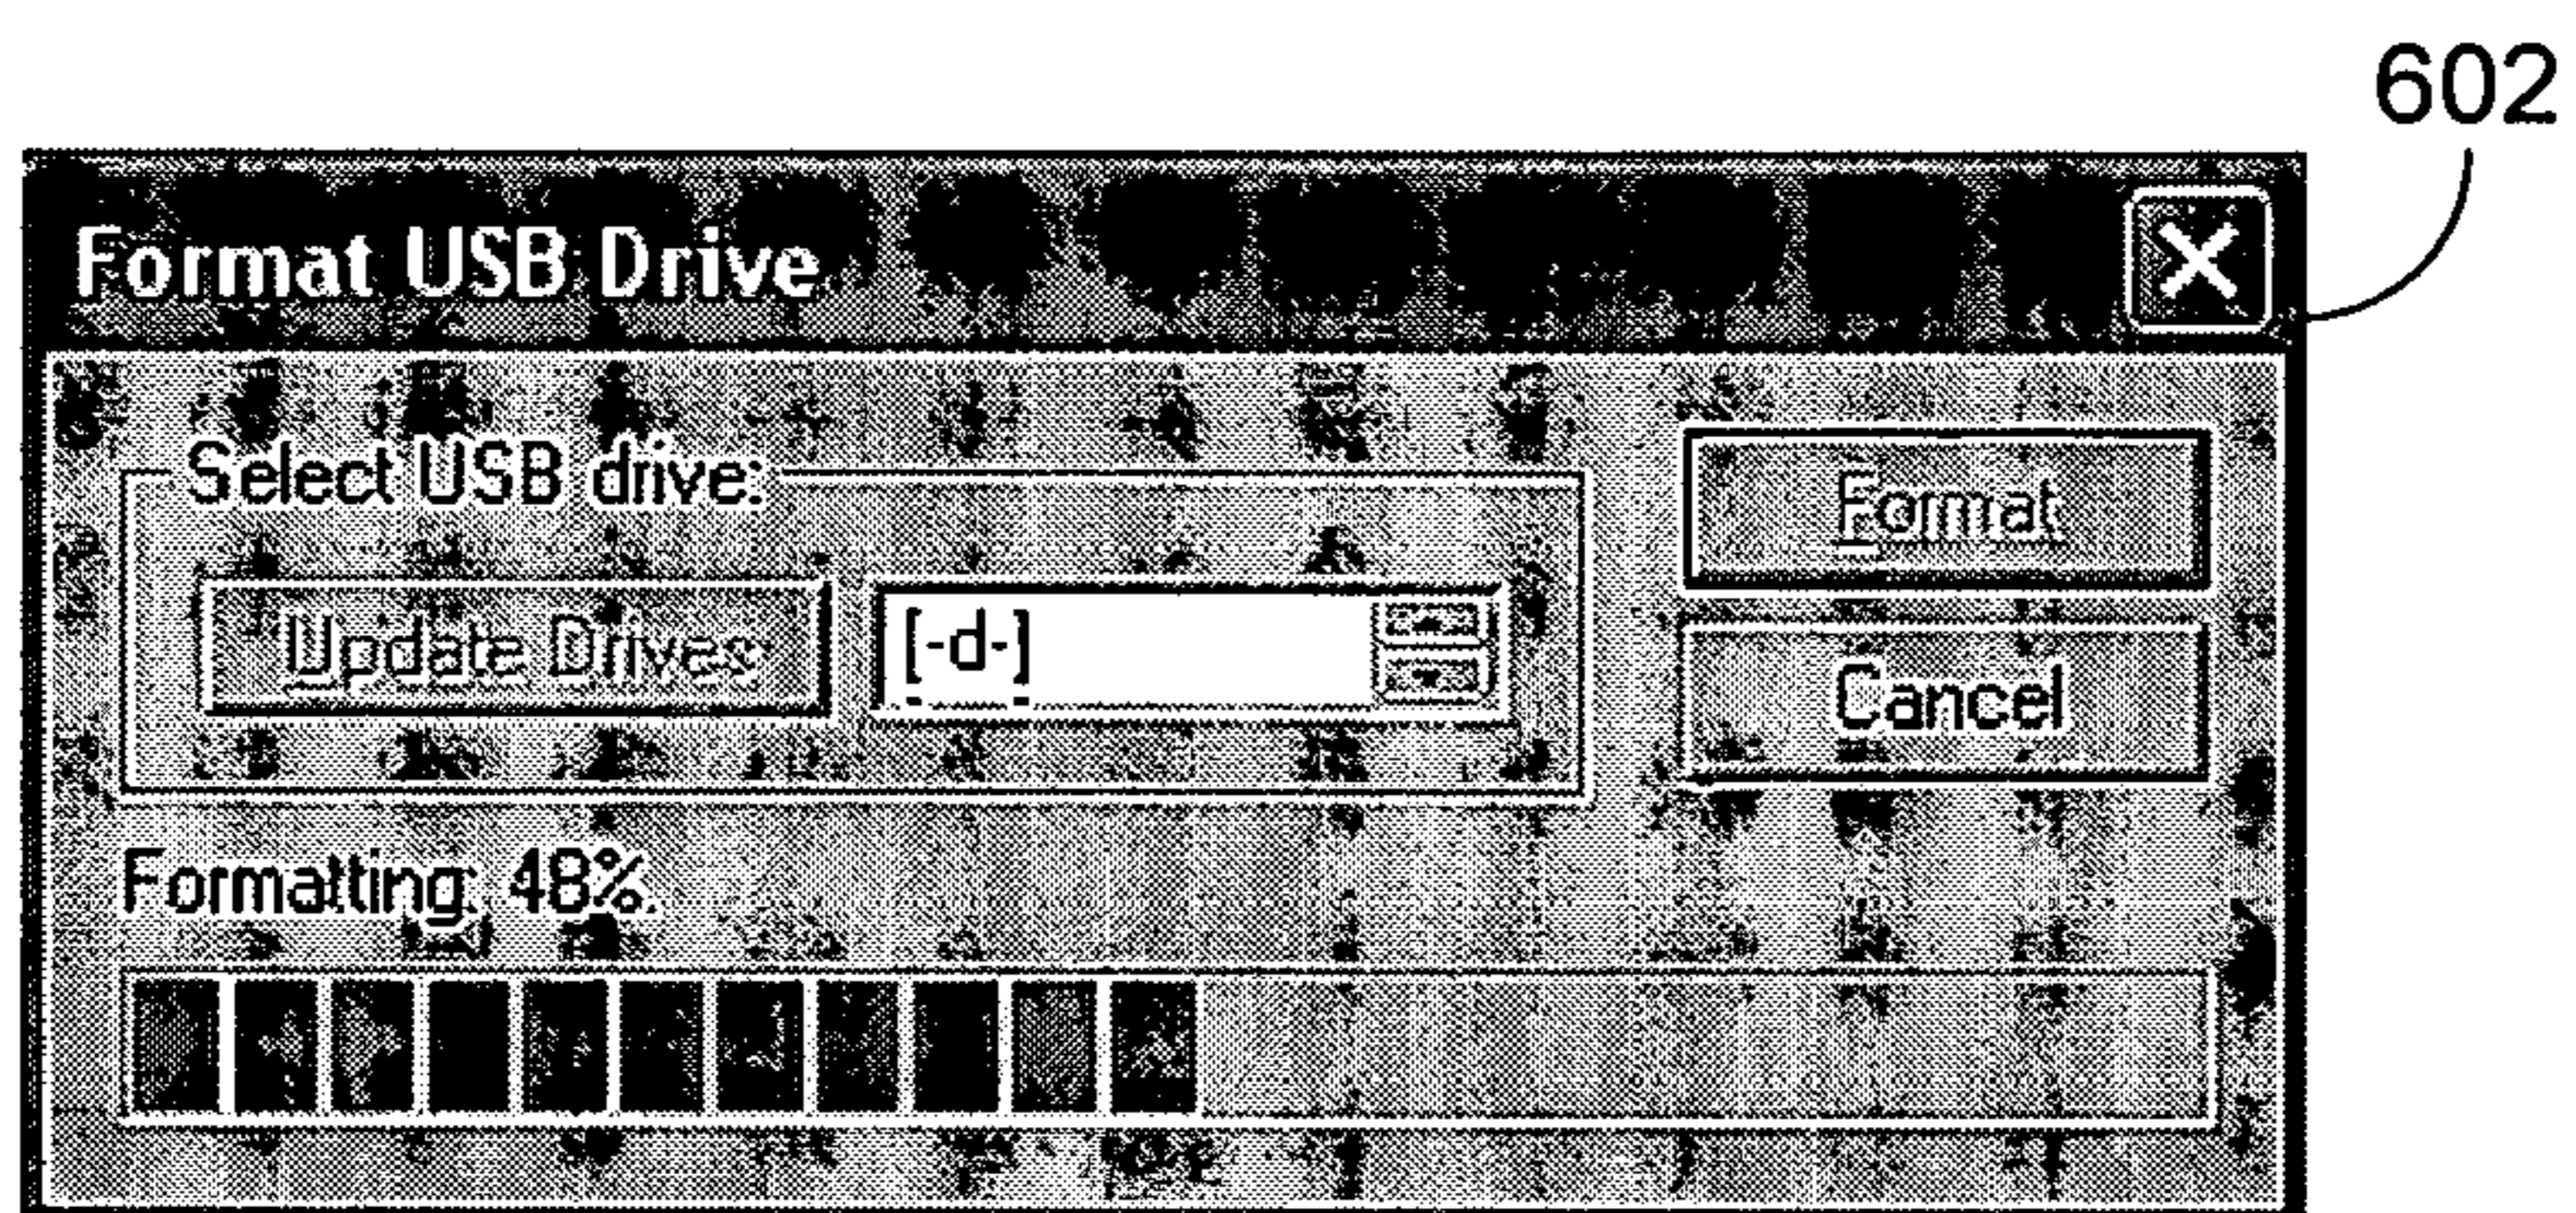 602
Format USB Drive
Select USB drive:
Format
Update Drives
[-d-]
Cancel
Formatting: 48%.